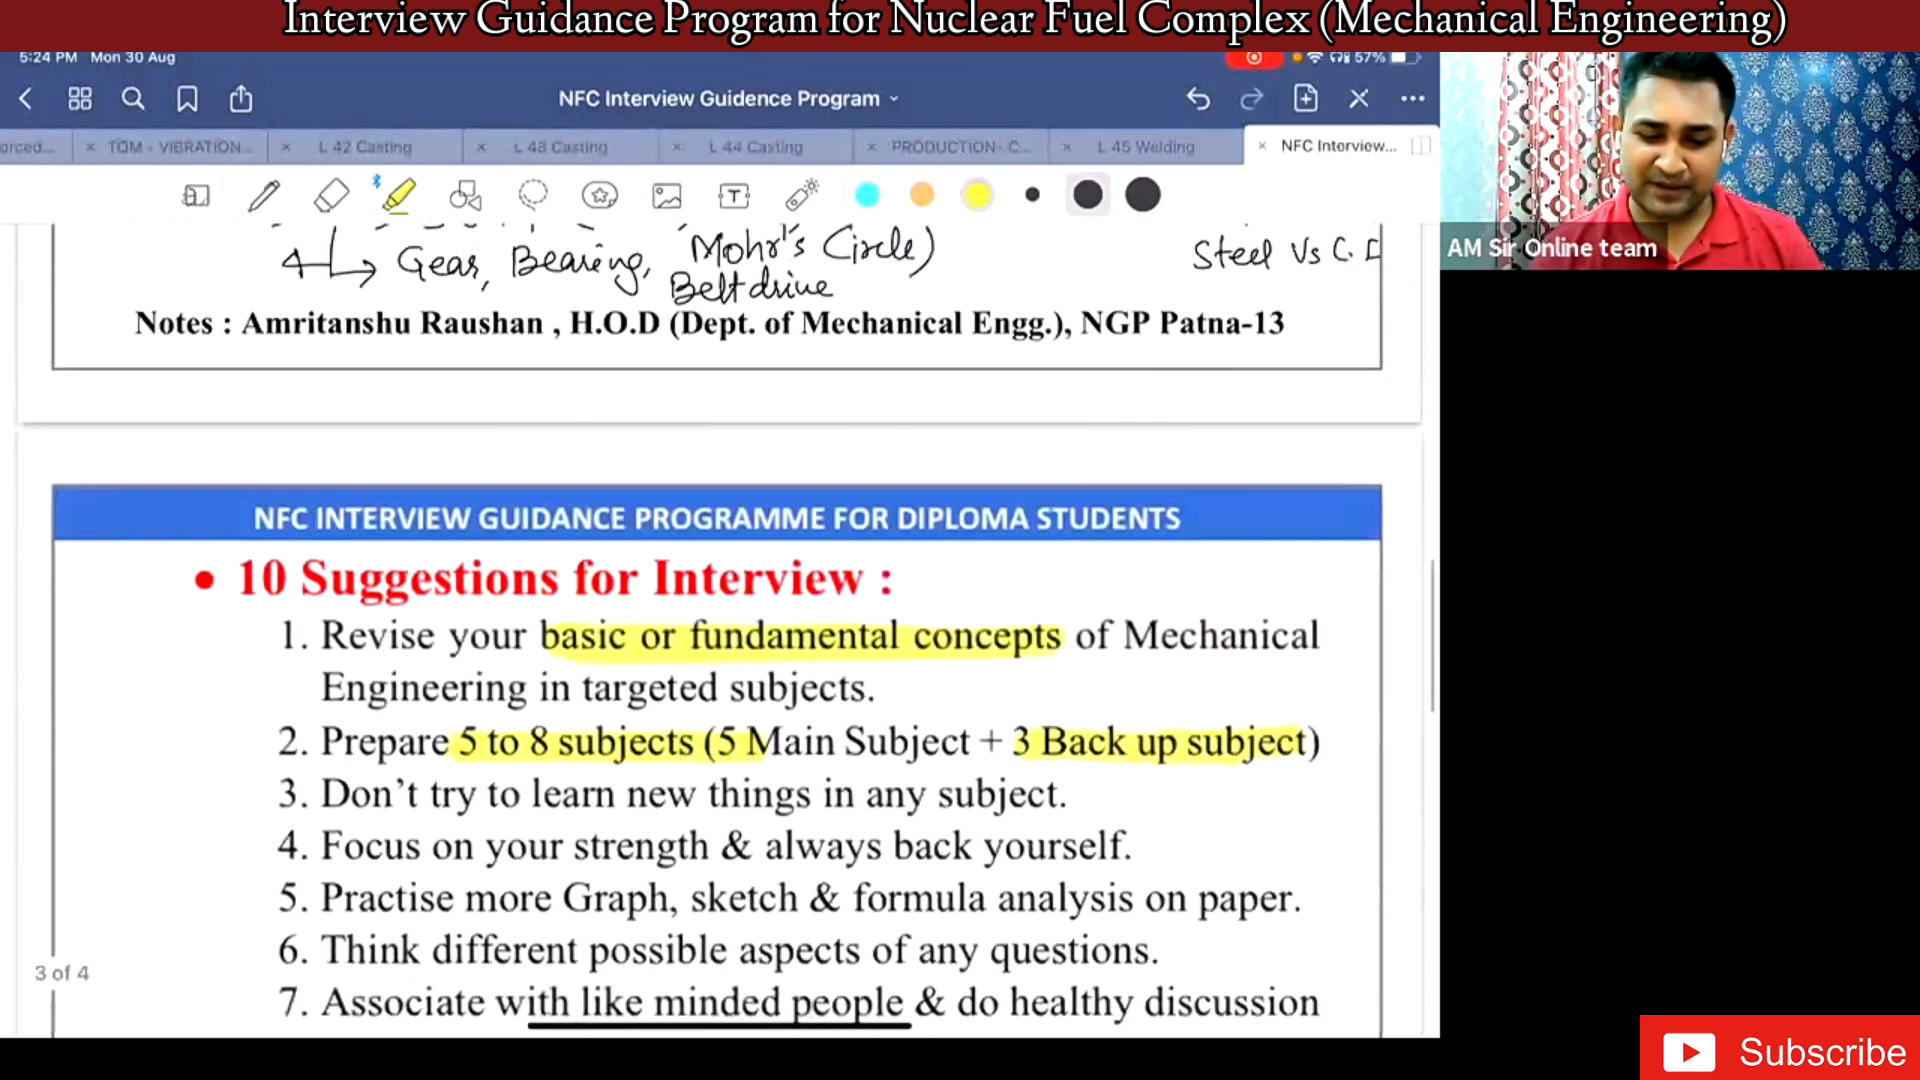 Interview Guidance Program for Nuclear Fuel Complex (Mechanical Engineering)
5:24 PM Mon 30 Aug
57%
NFC Interview Guidence Program
orced...
TOM - VIBRATION...
L 42 Casting
L 43 Casting
L 44 Casting
PRODUCTION- C...
L 45 Welding
NFC Interview...
Gear, Bearing, Mohr's Circle)
Belt drive
Steel Vs C. I
AM Sir Online team
Notes : Amritanshu Raushan , H.O.D (Dept. of Mechanical Engg.), NGP Patna-13
NFC INTERVIEW GUIDANCE PROGRAMME FOR DIPLOMA STUDENTS
• 10 Suggestions for Interview :
1. Revise your basic or fundamental concepts of Mechanical
Engineering in targeted subjects.
2. Prepare 5 to 8 subjects (5 Main Subject + 3 Back up subject)
3. Don’t try to learn new things in any subject.
4. Focus on your strength & always back yourself.
5. Practise more Graph, sketch & formula analysis on paper.
6. Think different possible aspects of any questions.
3 of 4
7. Associate with like minded people & do healthy discussion
Subscribe